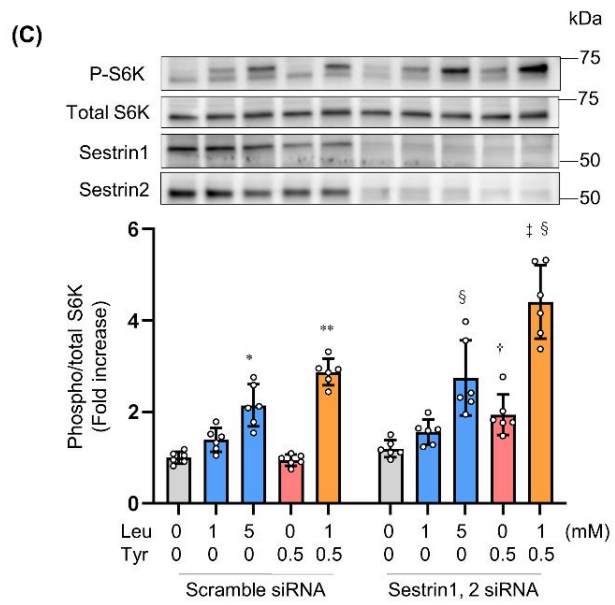 (C)
kDa
P-S6K
75
Total S6K
75
Sestrin1
50
Sestrin2
50
‡ §
6
§
**
†
*
4
2
0
Phospho/total S6K
(Fold increase)
Leu 0 1 5 0 1 0 1 5 0 1 (mM)
Tyr 0 0 0 0.5 0.5 0 0 0 0.5 0.5
Scramble siRNA Sestrin1, 2 siRNA